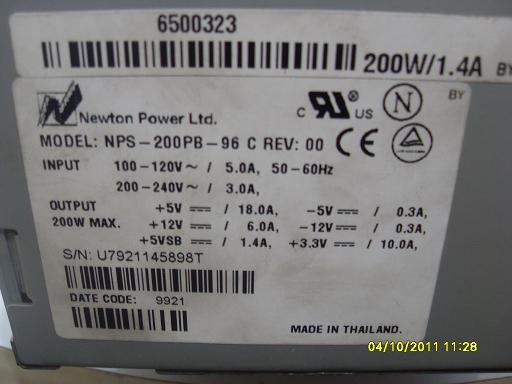 6500323
200W/1.4A BY
Newton Power Ltd.
C UL US N BY
MODEL: NPS-200PB-96 C REV: 00 CE
INPUT 100-120V~ / 5.0A, 50-60Hz
200-240V~ / 3.0A,
OUTPUT +5V / 18.0A, -5V / 0.3A,
200W MAX. +12V / 6.0A, -12V / 0.3A,
+5VSB / 1.4A, +3.3V / 10.0A,
S/N: U7921145898T
DATE CODE: 9921
MADE IN THAILAND.
04/10/2011 11:28